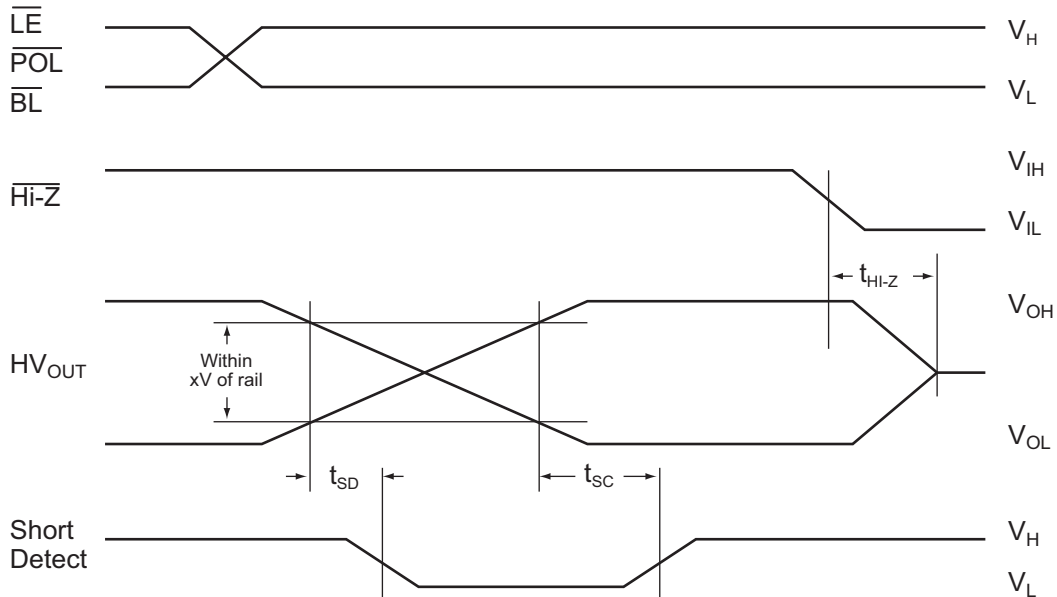 LE
POL
BL
V_H
V_L
Hi-Z
V_IH
V_IL
t_HI-Z
HV_OUT
Within
xV of rail
V_OH
V_OL
t_SD
t_SC
Short
Detect
V_H
V_L